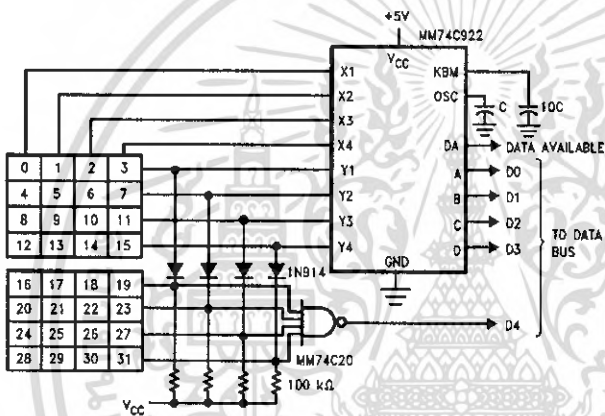 +5V
MM74C922
VCC
X1
X2
X3
X4
Y1
Y2
Y3
Y4
KBM
OSC
C
10C
DA
DATA AVAILABLE
A
D0
B
D1
C
D2
D
D3
TO DATA
BUS
GND
0 1 2 3
4 5 6 7
8 9 10 11
12 13 14 15
1N914
16 17 18 19
20 21 22 23
24 25 26 27
28 29 30 31
D4
MM74C20
100 kΩ
VCC